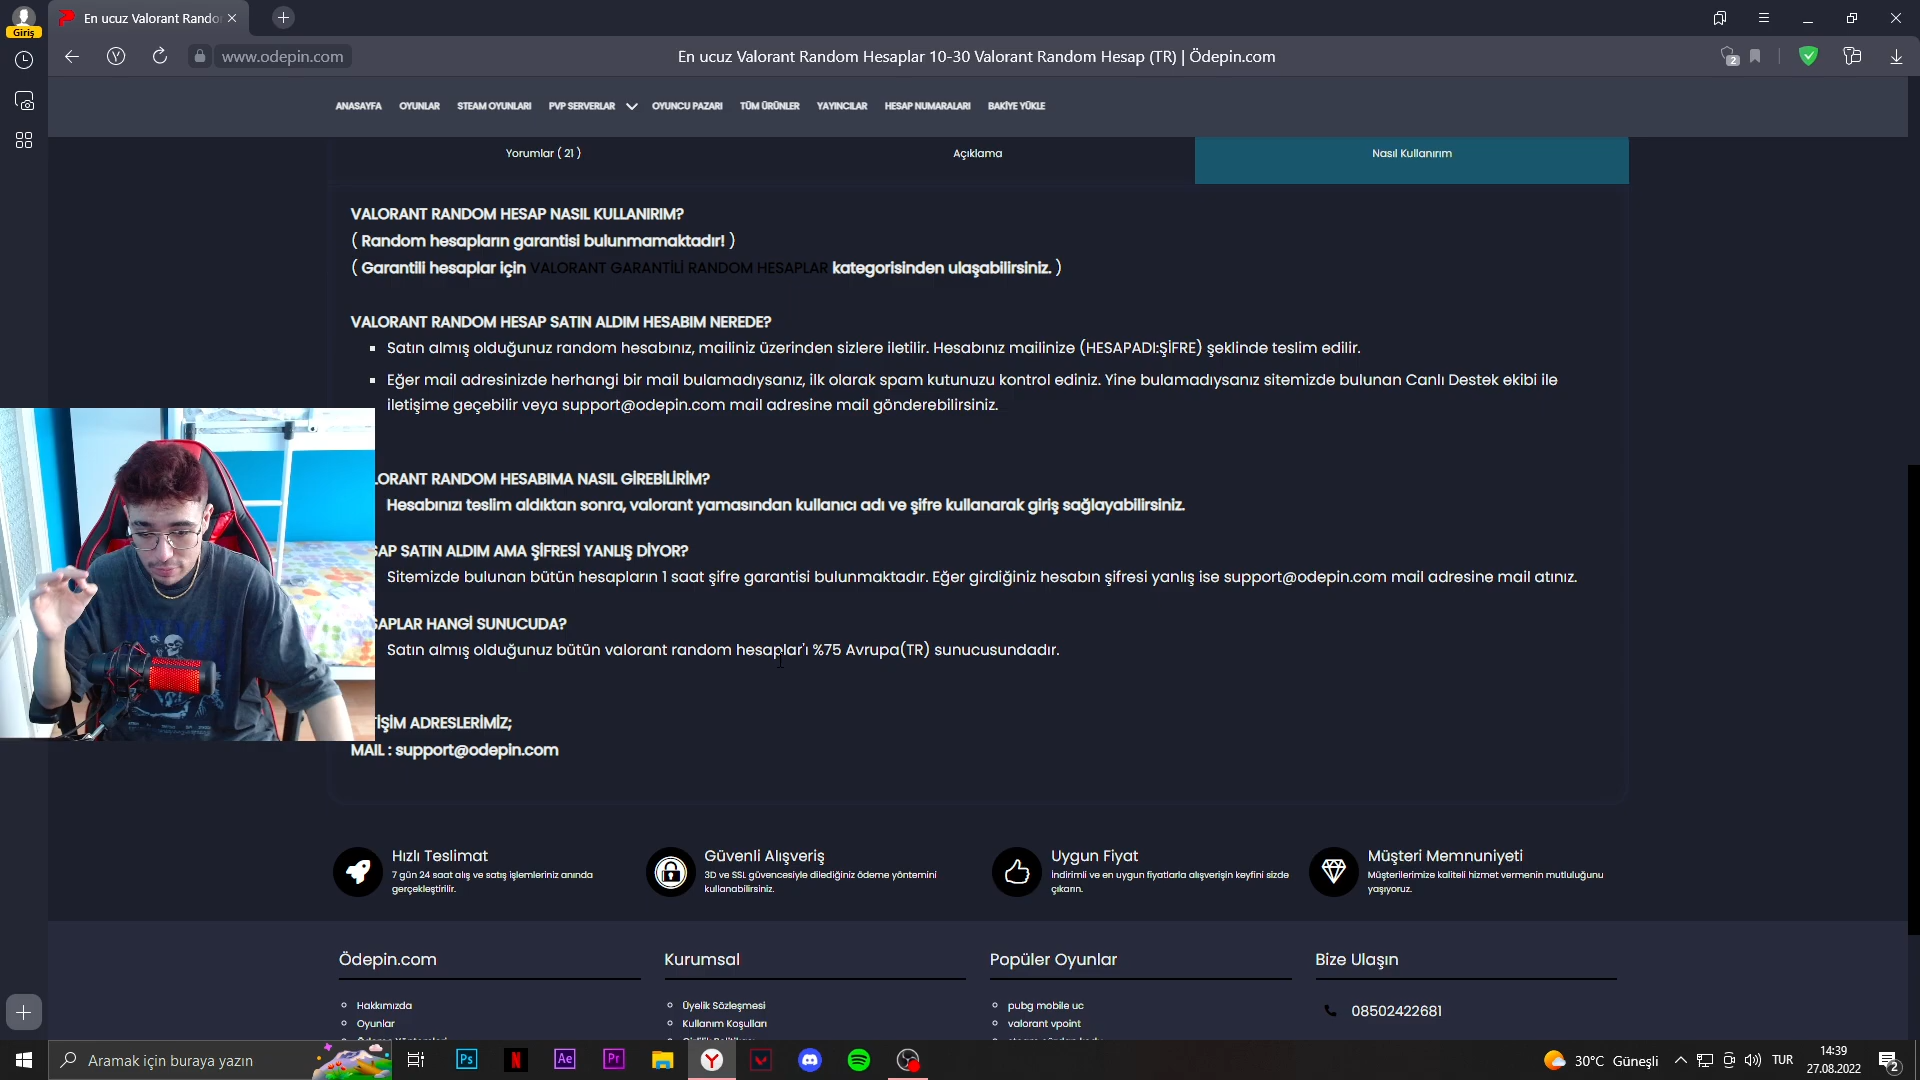 Giriş
En ucuz Valorant Rando
www.odepin.com
En ucuz Valorant Random Hesaplar 10-30 Valorant Random Hesap (TR) | Ödepin.com
2
ANASAYFA OYUNLAR STEAM OYUNLARI PVP SERVERLAR OYUNCU PAZARI TÜM ÜRÜNLER YAYINCILAR HESAP NUMARALARI BAKİYE YÜKLE
Yorumlar ( 21 ) Açıklama Nasıl Kullanırım
VALORANT RANDOM HESAP NASIL KULLANIRIM?
( Random hesapların garantisi bulunmamaktadır! )
( Garantili hesaplar için VALORANT GARANTİLİ RANDOM HESAPLAR kategorisinden ulaşabilirsiniz. )
VALORANT RANDOM HESAP SATIN ALDIM HESABIM NEREDE?
Satın almış olduğunuz random hesabınız, mailiniz üzerinden sizlere iletilir. Hesabınız mailinize (HESAPADI:ŞİFRE) şeklinde teslim edilir.
Eğer mail adresinizde herhangi bir mail bulamadıysanız, ilk olarak spam kutunuzu kontrol ediniz. Yine bulamadıysanız sitemizde bulunan Canlı Destek ekibi ile
iletişime geçebilir veya support@odepin.com mail adresine mail gönderebilirsiniz.
LORANT RANDOM HESABIMA NASIL GİREBİLİRİM?
Hesabınızı teslim aldıktan sonra, valorant yamasından kullanıcı adı ve şifre kullanarak giriş sağlayabilirsiniz.
SAP SATIN ALDIM AMA ŞİFRESİ YANLIŞ DİYOR?
Sitemizde bulunan bütün hesapların 1 saat şifre garantisi bulunmaktadır. Eğer girdiğiniz hesabın şifresi yanlış ise support@odepin.com mail adresine mail atınız.
SAPLAR HANGİ SUNUCUDA?
Satın almış olduğunuz bütün valorant random hesaplar'ı %75 Avrupa(TR) sunucusundadır.
TİŞİM ADRESLERİMİZ;
MAIL : support@odepin.com
Hızlı Teslimat
7 gün 24 saat alış ve satış işlemleriniz anında
gerçekleştirilir.
Güvenli Alışveriş
3D ve SSL güvencesiyle dilediğiniz ödeme yöntemini
kullanabilirsiniz.
Uygun Fiyat
İndirimli ve en uygun fiyatlarla alışverişin keyfini sizde
çıkarın.
Müşteri Memnuniyeti
Müşterilerimize kaliteli hizmet vermenin mutluluğunu
yaşıyoruz.
Ödepin.com
Hakkımızda
Oyunlar
Kurumsal
Üyelik Sözleşmesi
Kullanım Koşulları
Popüler Oyunlar
pubg mobile uc
valorant vpoint
Bize Ulaşın
08502422681
Aramak için buraya yazın
Ps
N
Ae
Pr
Y
30°C Güneşli
TUR
14:39
27.08.2022
2